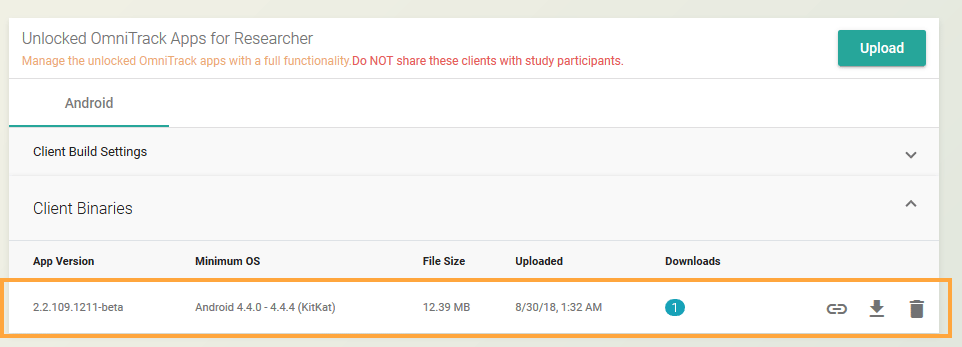 Unlocked OmniTrack Apps for Researcher
Manage the unlocked OmniTrack apps with a full functionality.Do NOT share these clients with study participants.
Upload
Android
Client Build Settings
Client Binaries
App Version Minimum OS File Size Uploaded Downloads
2.2.109.1211-beta Android 4.4.0 - 4.4.4 (KitKat) 12.39 MB 8/30/18, 1:32 AM 1